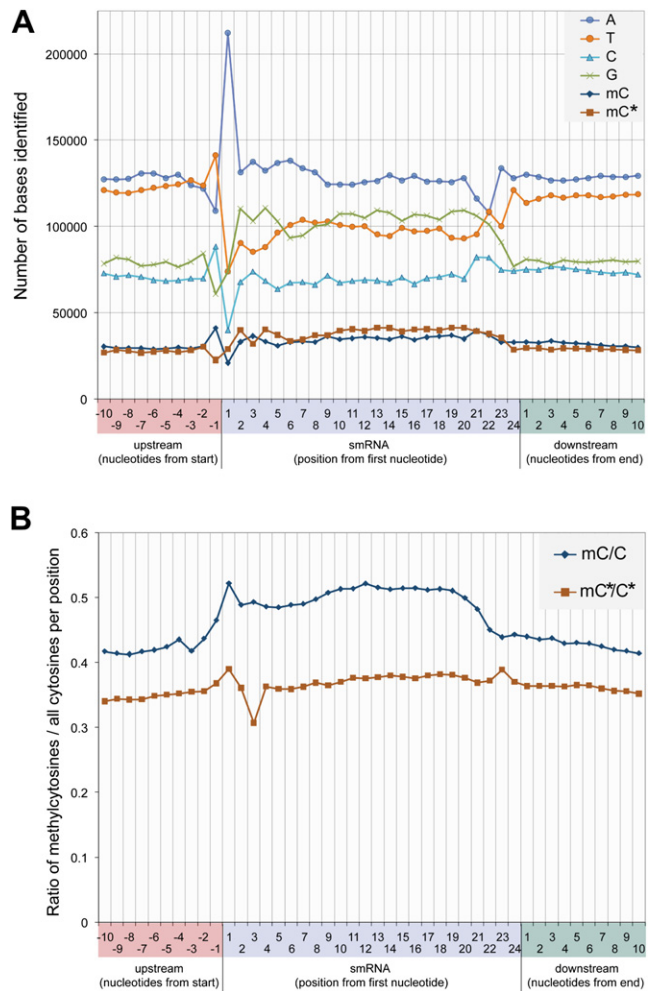 A
Number of bases identified
200000
150000
100000
50000
0
A
T
C
G
mC
mC*
-10 -8 -6 -4 -2 1 3 5 7 9 11 13 15 17 19 21 23 1 3 5 7 9
-9 -7 -5 -3 -1 2 4 6 8 10 12 14 16 18 20 22 24 2 4 6 8 10
upstream smRNA downstream
(nucleotides from start) (position from first nucleotide) (nucleotides from end)
B
Ratio of methylcytosines / all cytosines per position
0.6
0.5
0.4
0.3
0.2
0.1
0
mC/C
mC*/C*
-10 -8 -6 -4 -2 1 3 5 7 9 11 13 15 17 19 21 23 1 3 5 7 9
-9 -7 -5 -3 -1 2 4 6 8 10 12 14 16 18 20 22 24 2 4 6 8 10
upstream smRNA downstream
(nucleotides from start) (position from first nucleotide) (nucleotides from end)